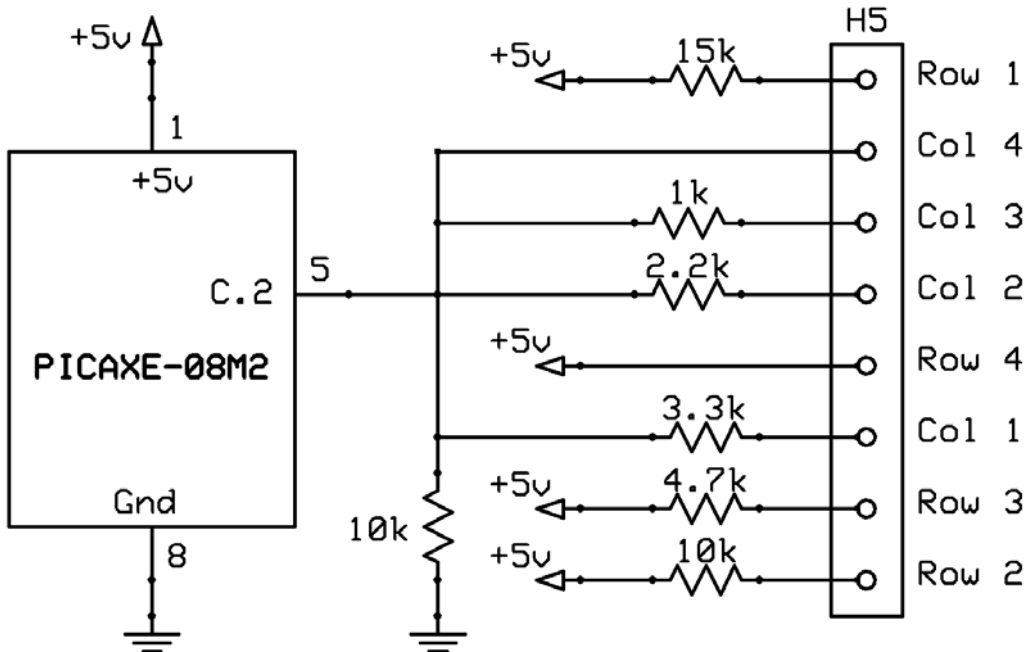 H5
+5v
+5v
15k
Row 1
1
Col 4
+5v
1k
Col 3
5
2.2k
C.2
Col 2
+5v
PICAXE-08M2
Row 4
3.3k
Col 1
+5v
4.7k
Gnd
Row 3
10k
8
+5v
10k
Row 2